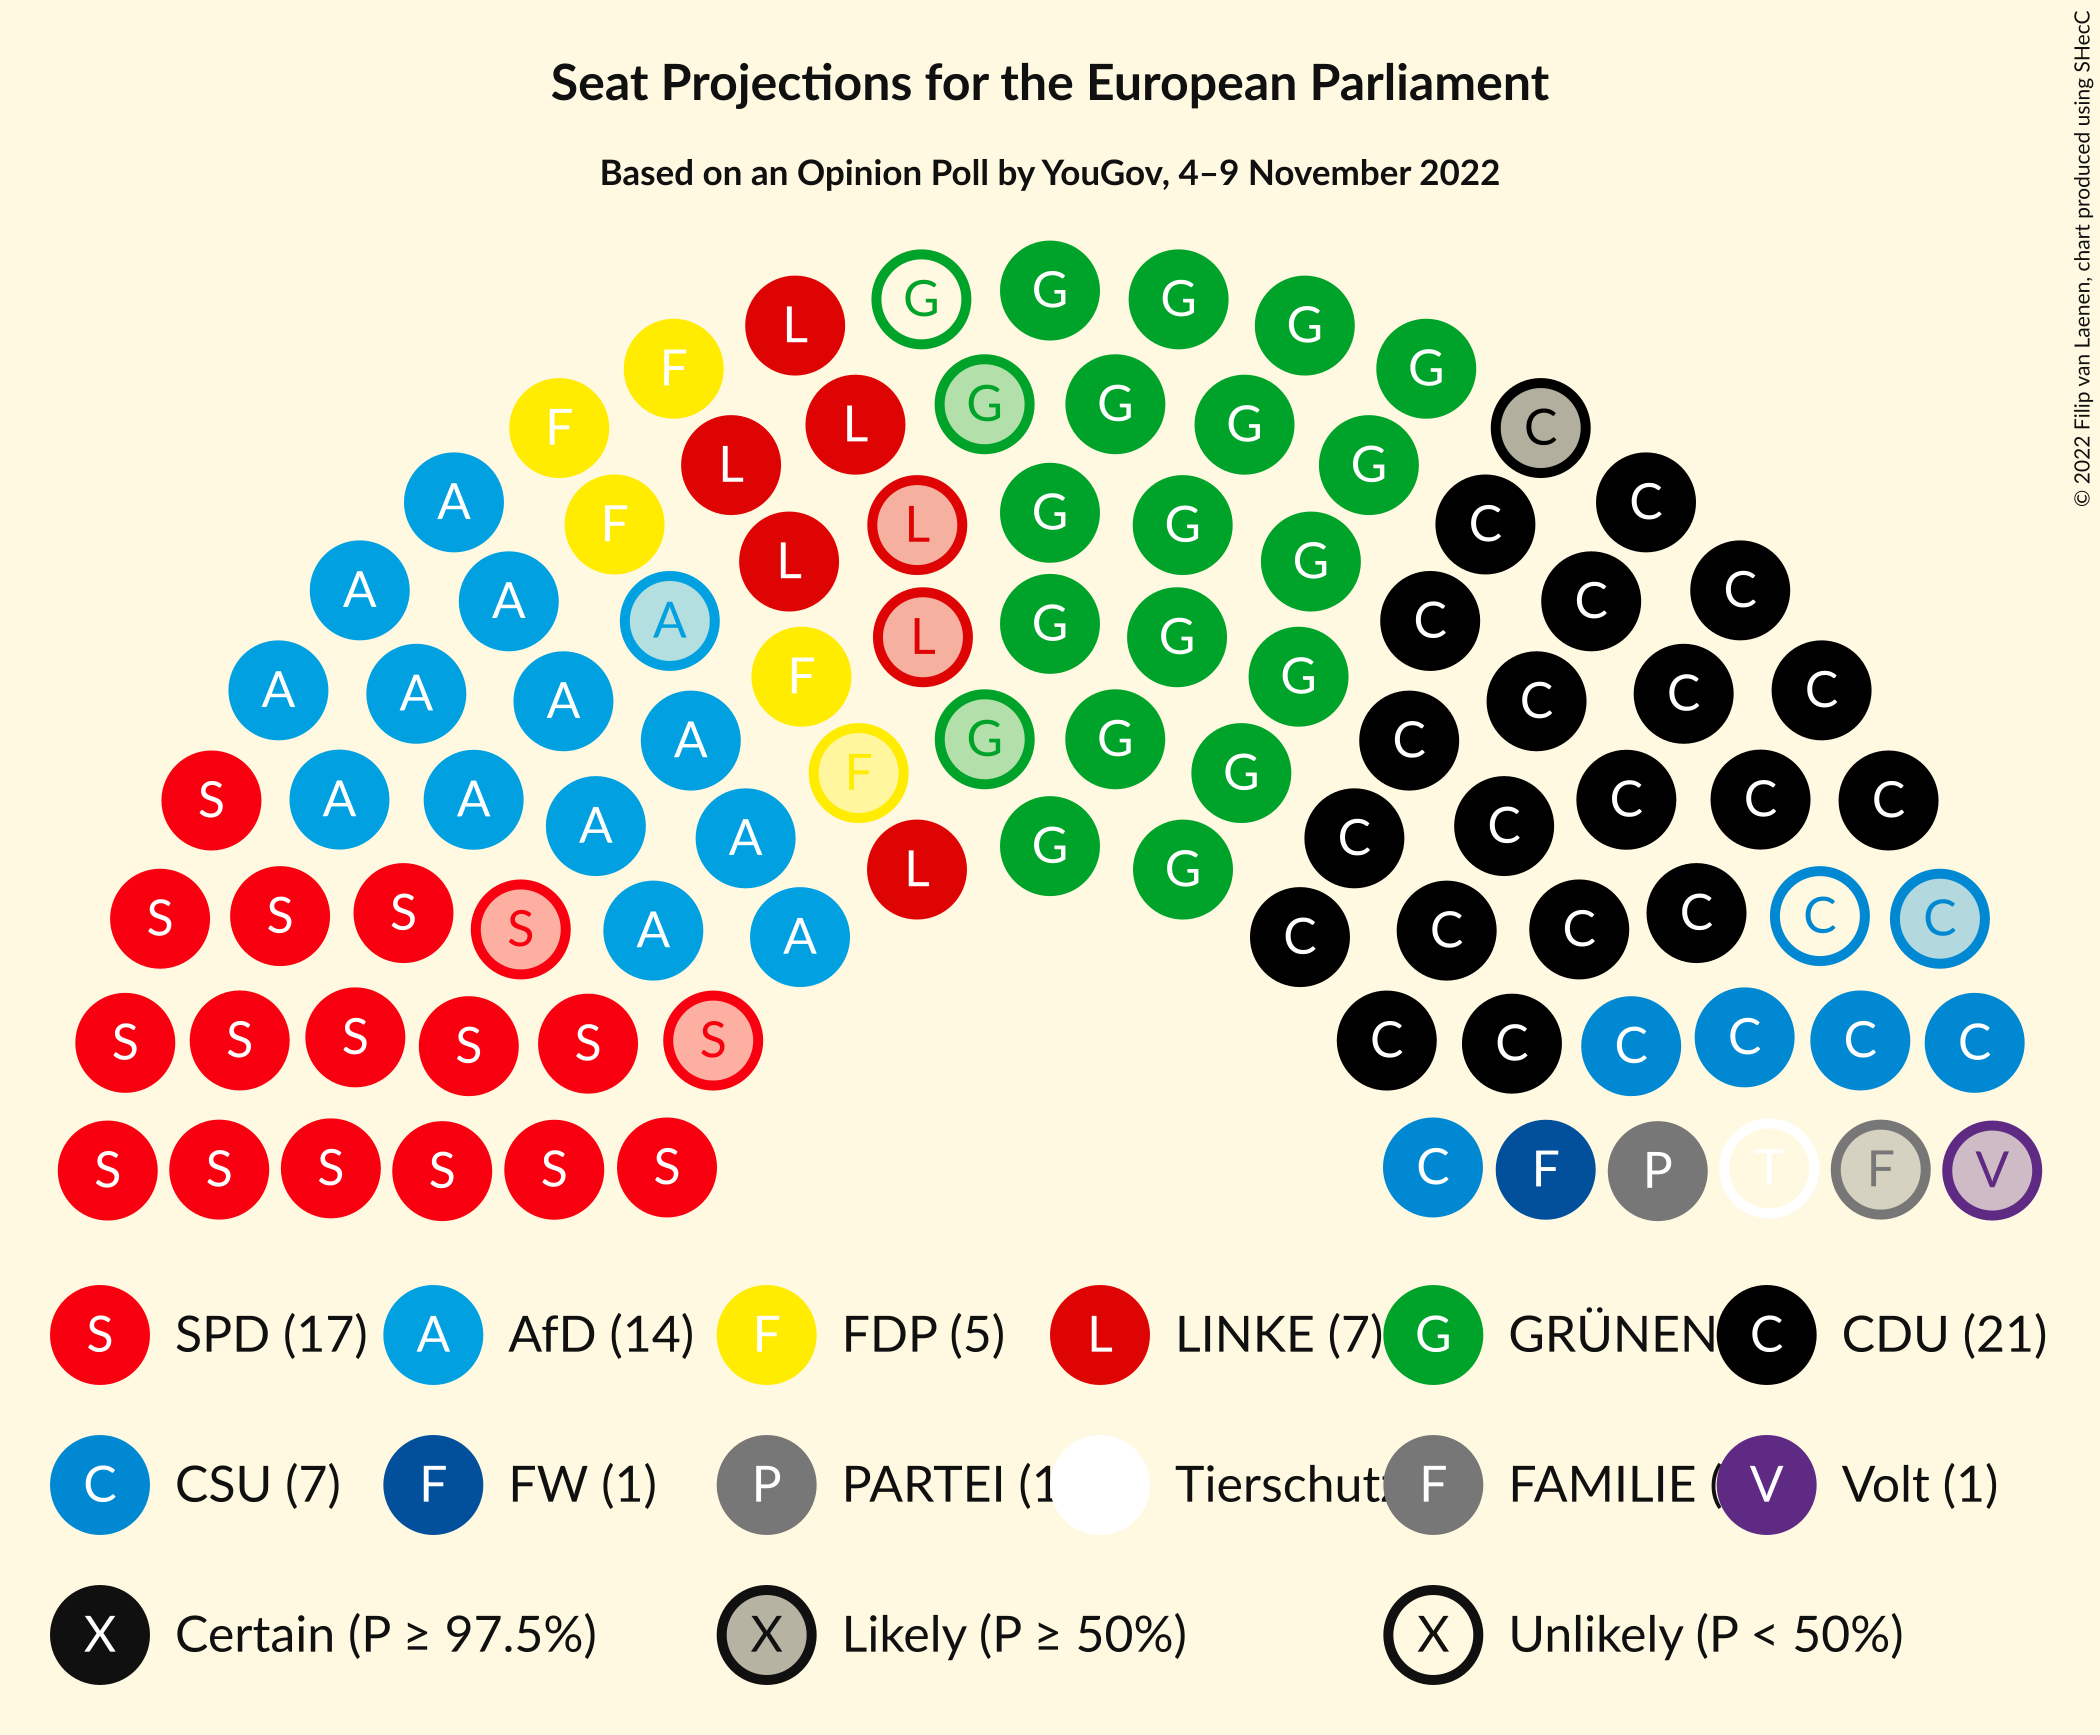 Seat Projections for the European Parliament
Based on an Opinion Poll by YouGov, 4–9 November 2022
© 2022 Filip van Laenen, chart produced using SHecC
G G G G G
L C
F G G G G F
L C
L G G C
A F L G G C
A A A L G C C C
F L G G G
A A A A G G G C C C C C
S A A A A F G C C C C C
L G G
S S S S A A C C C C C C
S S S S S S C C C C C C
S S S S S S C F P T F V
S SPD (17) A AfD (14) F FDP (5) L LINKE (7) G GRÜNEN C CDU (21)
C CSU (7) F FW (1) P PARTEI (1 Tierschutz F FAMILIE ( V Volt (1)
X Certain (P ≥ 97.5%) X Likely (P ≥ 50%) X Unlikely (P < 50%)